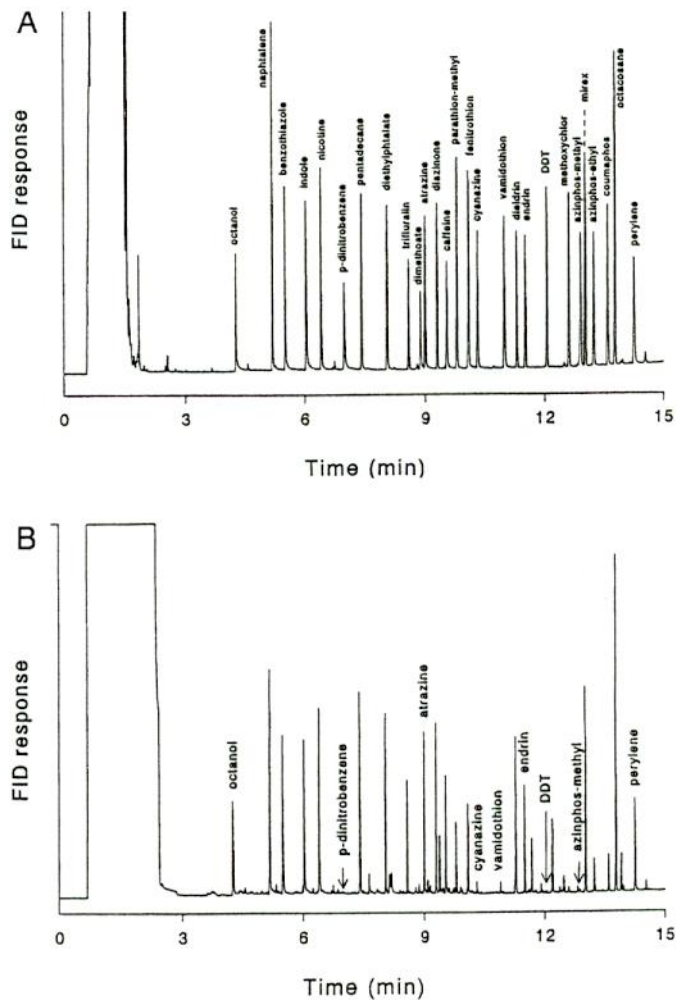 A
FID response
naphtalene
octanol
benzothiazole
indole
nicotine
p-dinitrobenzene
pentadecane
diethylphtalate
trifluralin
dimethoate
atrazine
diazinone
caffeine
parathion-methyl
fenitrothion
cyanazine
vamidothion
dieldrin
endrin
DDT
methoxychlor
azinphos-methyl
mirex
azinphos-ethyl
coumaphos
octacosane
perylene
0 3 6 9 12 15
Time (min)
B
FID response
octanol
p-dinitrobenzene
atrazine
cyanazine
vamidothion
endrin
DDT
azinphos-methyl
perylene
0 3 6 9 12 15
Time (min)